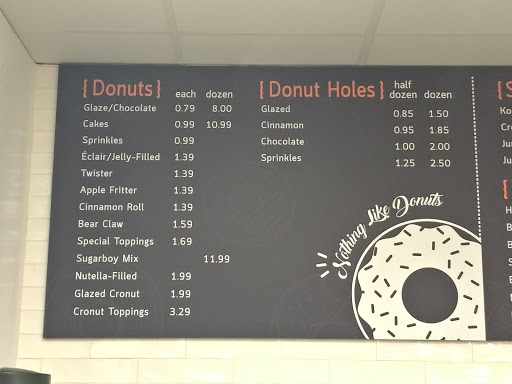 {Donuts} each dozen
Glaze/Chocolate 0.79 8.00
Cakes 0.99 10.99
Sprinkles 0.99
Éclair/Jelly-Filled 1.39
Twister 1.39
Apple Fritter 1.39
Cinnamon Roll 1.39
Bear Claw 1.59
Special Toppings 1.69
Sugarboy Mix 11.99
Nutella-Filled 1.99
Glazed Cronut 1.99
Cronut Toppings 3.29
{Donut Holes} half dozen dozen
Glazed 0.85 1.50
Cinnamon 0.95 1.85
Chocolate 1.00 2.00
Sprinkles 1.25 2.50
Nothing Like Donuts
{S
Ko
Cr
Ju
Ju